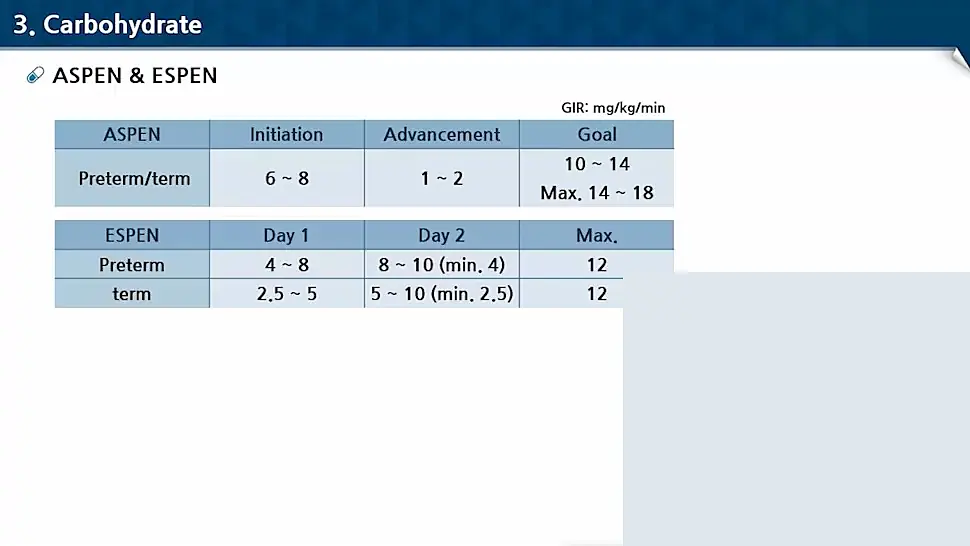 3. Carbohydrate
ASPEN & ESPEN
GIR: mg/kg/min
ASPEN Initiation Advancement Goal
Preterm/term 6 ~ 8 1 ~ 2 10 ~ 14
Max. 14 ~ 18
ESPEN Day 1 Day 2 Max.
Preterm 4 ~ 8 8 ~ 10 (min. 4) 12
term 2.5 ~ 5 5 ~ 10 (min. 2.5) 12